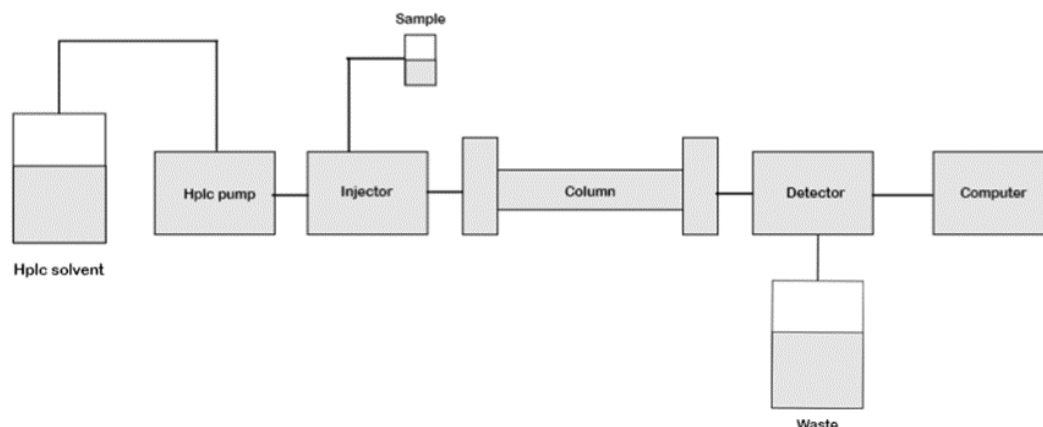 Sample
Hplc pump
Injector
Column
Detector
Computer
Hplc solvent
Waste